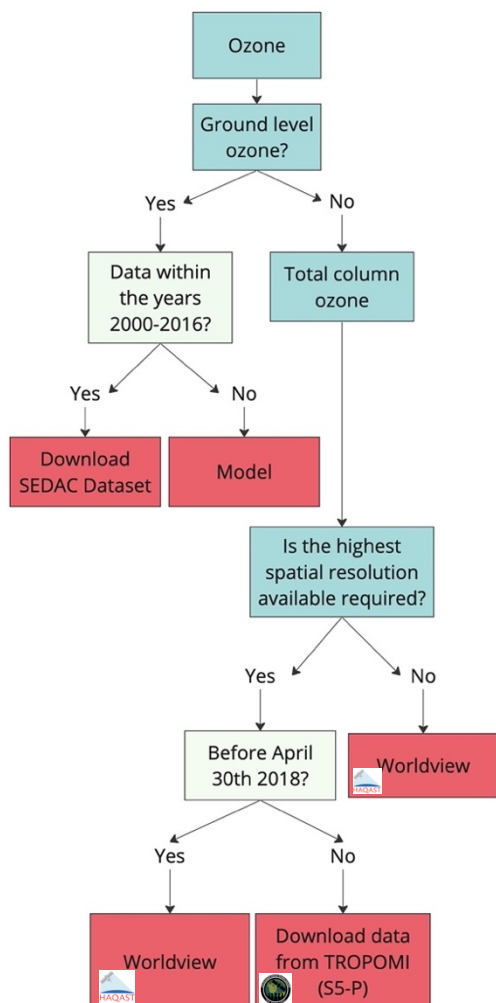 Ozone
Ground level
ozone?
Yes
No
Data within
the years
2000-2016?
Total column
ozone
Yes
No
Download
SEDAC Dataset
Model
Is the highest
spatial resolution
available required?
Yes
No
Before April
30th 2018?
Worldview
HAQAST
Yes
No
Worldview
HAQAST
Download data
from TROPOMI
(S5-P)